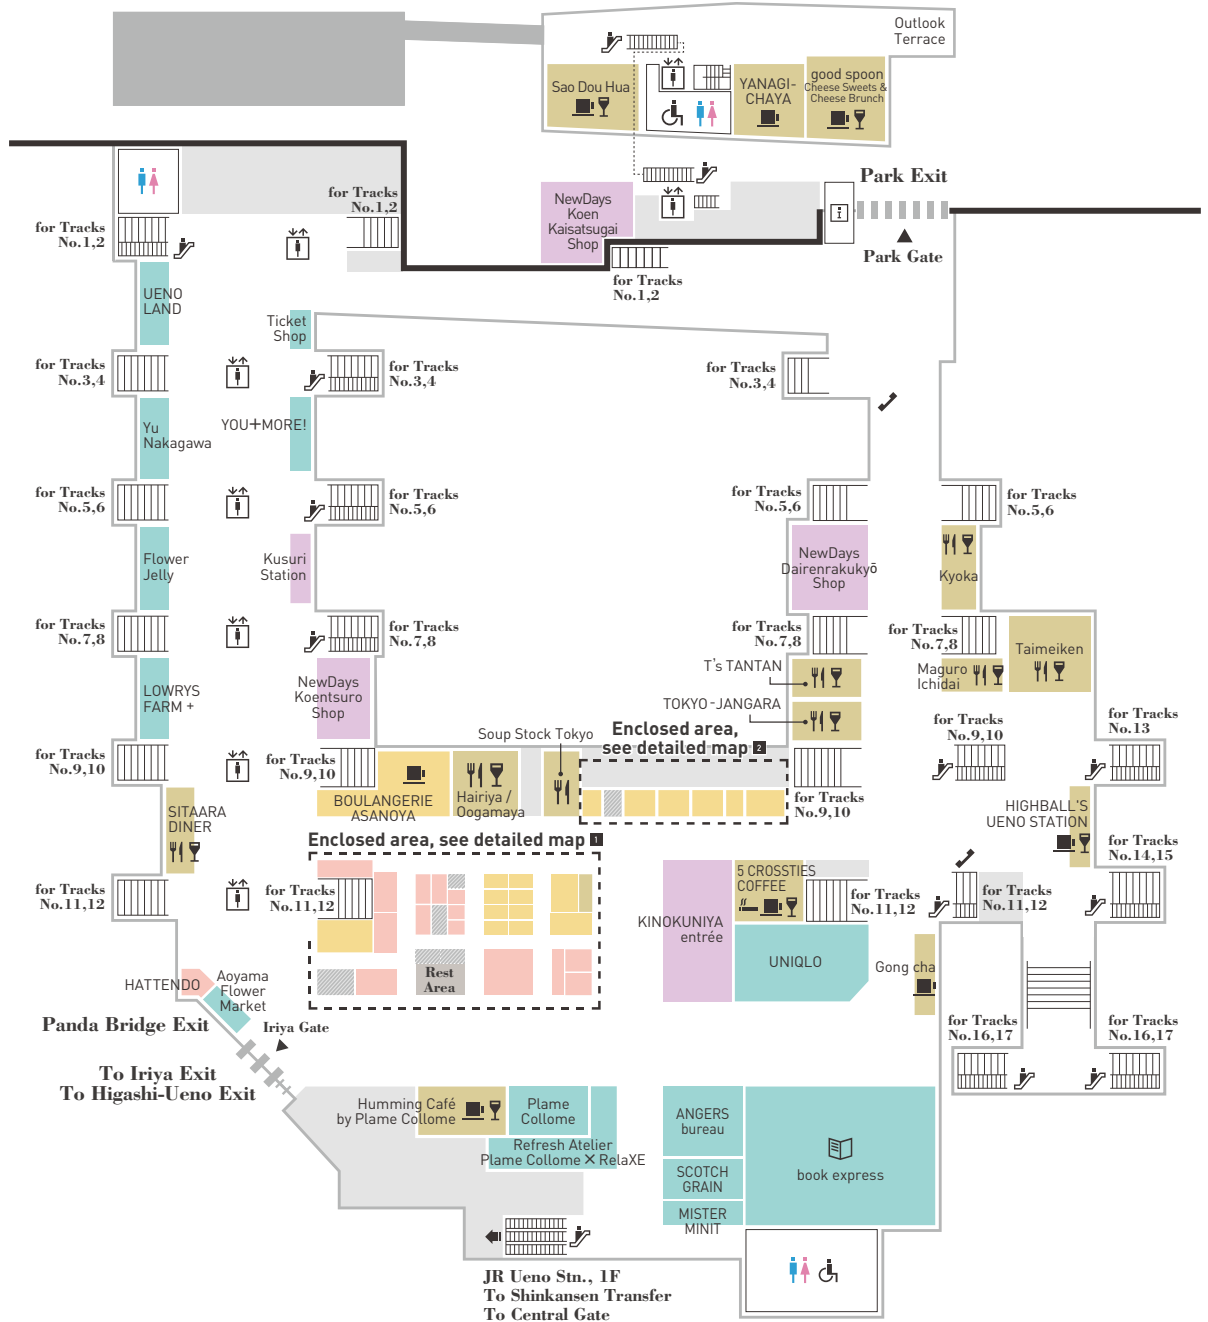 Outlook
Terrace
Sao Dou Hua
YANAGI-
CHAYA
good spoon
Cheese Sweets &
Cheese Brunch
Park Exit
Park Gate
NewDays
Koen
Kaisatsugai
Shop
for Tracks
No.1,2
for Tracks
No.1,2
for Tracks
No.1,2
UENO
LAND
Ticket
Shop
for Tracks
No.3,4
for Tracks
No.3,4
for Tracks
No.3,4
Yu
Nakagawa
YOU+MORE!
for Tracks
No.5,6
for Tracks
No.5,6
for Tracks
No.5,6
for Tracks
No.5,6
Flower
Jelly
Kusuri
Station
NewDays
Dairenrakukyō
Shop
Kyoka
for Tracks
No.7,8
for Tracks
No.7,8
for Tracks
No.7,8
for Tracks
No.7,8
Taimeiken
Maguro
Ichidai
T's TANTAN
TOKYO-JANGARA
LOWRYS
FARM +
NewDays
Koentsuro
Shop
Soup Stock Tokyo
Enclosed area,
see detailed map 2
for Tracks
No.9,10
for Tracks
No.9,10
for Tracks
No.9,10
for Tracks
No.9,10
for Tracks
No.13
BOULANGERIE
ASANOYA
Hairiya /
Oogamaya
SITAARA
DINER
HIGHBALL'S
UENO STATION
Enclosed area, see detailed map 1
for Tracks
No.14,15
for Tracks
No.11,12
for Tracks
No.11,12
5 CROSSTIES
COFFEE
for Tracks
No.11,12
for Tracks
No.11,12
KINOKUNIYA
entrée
UNIQLO
Gong cha
Rest
Area
HATTENDO
Aoyama
Flower
Market
Panda Bridge Exit
Iriya Gate
To Iriya Exit
To Higashi-Ueno Exit
for Tracks
No.16,17
for Tracks
No.16,17
Humming Café
by Plame Collome
Plame
Collome
Refresh Atelier
Plame Collome × RelaXE
ANGERS
bureau
SCOTCH
GRAIN
MISTER
MINIT
book express
JR Ueno Stn., 1F
To Shinkansen Transfer
To Central Gate